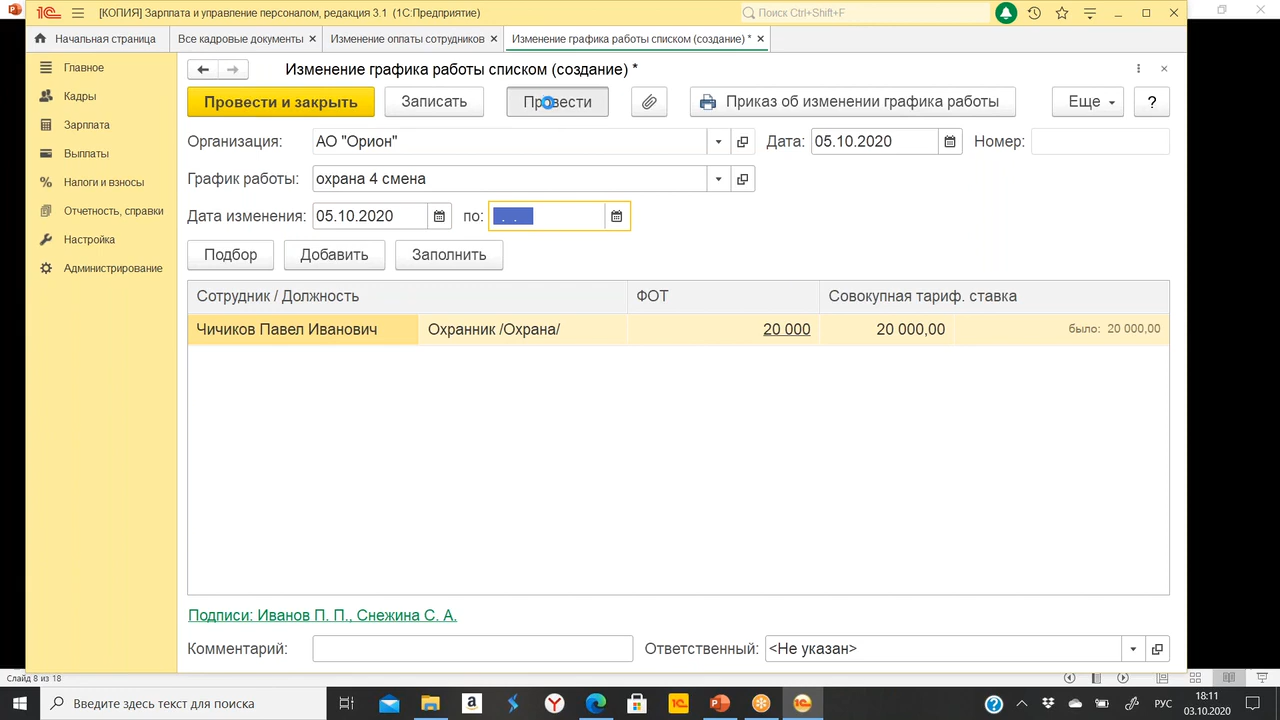 [КОПИЯ] Зарплата и управление персоналом, редакция 3.1 (1С:Предприятие)
Поиск Ctrl+Shift+F
Начальная страница
Все кадровые документы ×
Изменение оплаты сотрудников ×
Изменение графика работы списком (создание) * ×
Главное
Кадры
Зарплата
Выплаты
Налоги и взносы
Отчетность, справки
Настройка
Администрирование
Изменение графика работы списком (создание) *
Провести и закрыть
Записать
Провести
Приказ об изменении графика работы
Еще
?
Организация: АО "Орион"
Дата: 05.10.2020
Номер:
График работы: охрана 4 смена
Дата изменения: 05.10.2020 по: . .
Подбор
Добавить
Заполнить
Сотрудник / Должность ФОТ Совокупная тариф. ставка
Чичиков Павел Иванович Охранник /Охрана/ 20 000 20 000,00 было: 20 000,00
Подписи: Иванов П. П., Снежина С. А.
Комментарий:
Ответственный: <Не указан>
Слайд 8 из 18
Введите здесь текст для поиска
РУС
18:11
03.10.2020